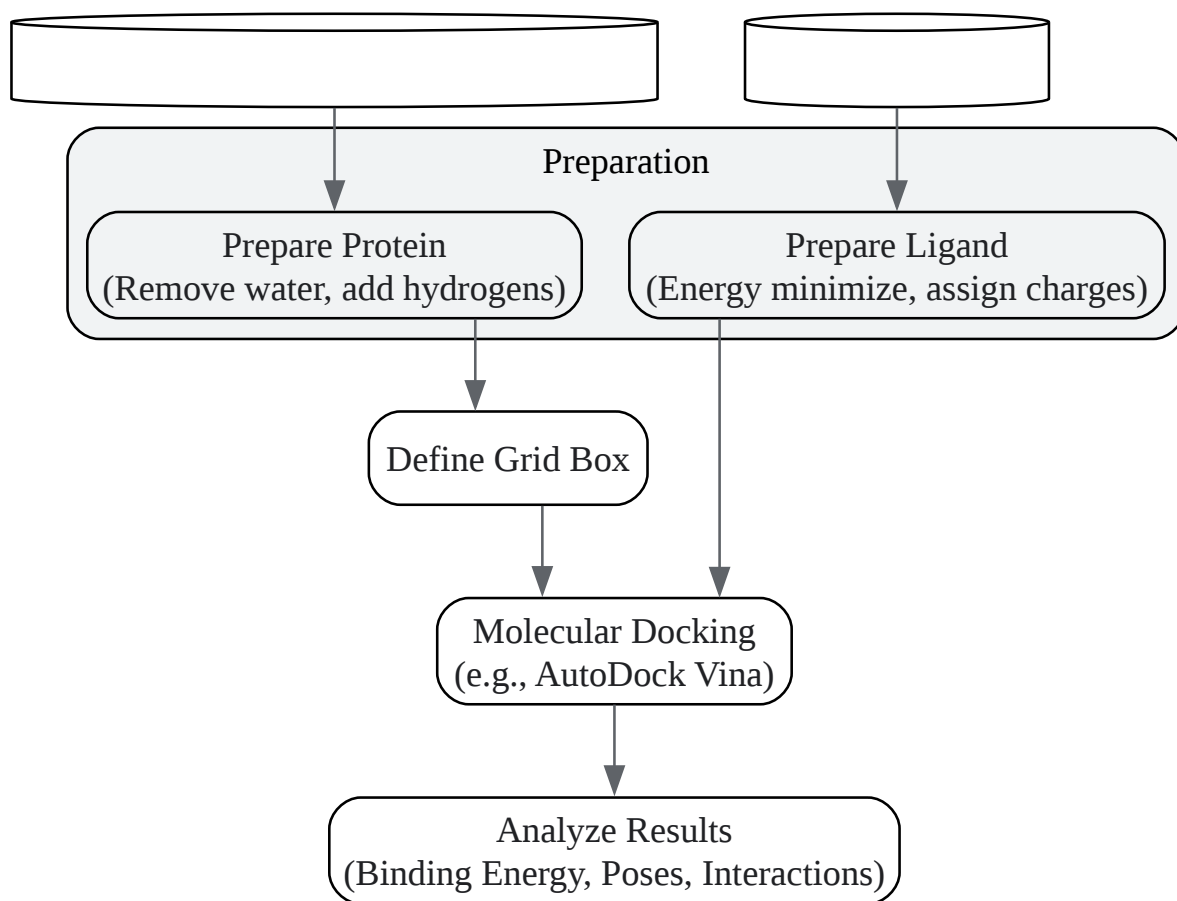 Preparation
Prepare Protein
(Remove water, add hydrogens)
Prepare Ligand
(Energy minimize, assign charges)
Define Grid Box
Molecular Docking
(e.g., AutoDock Vina)
Analyze Results
(Binding Energy, Poses, Interactions)